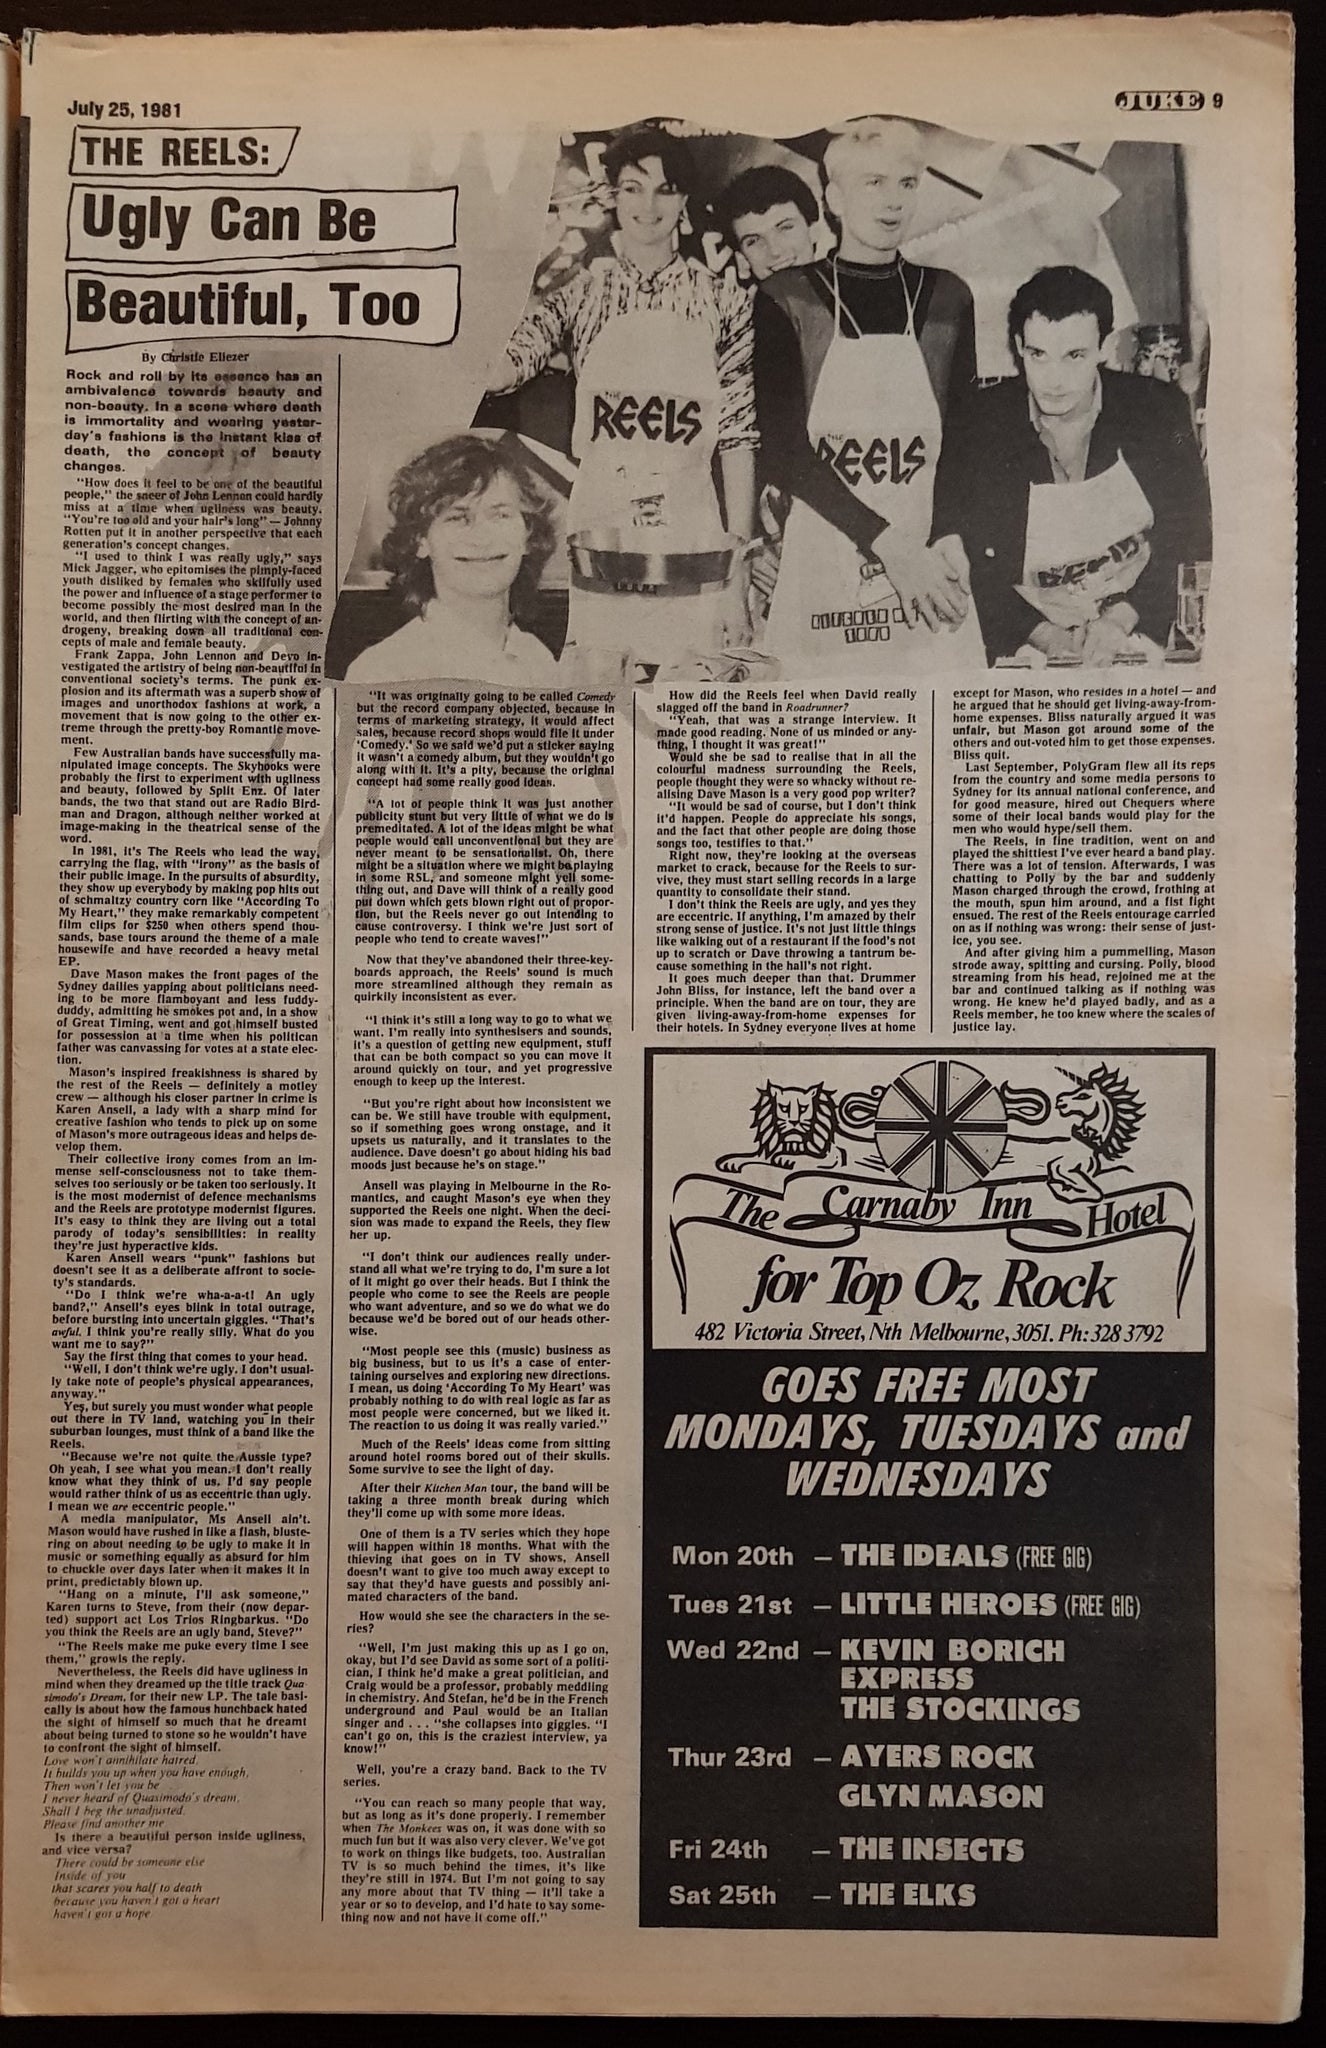 July 25, 1981
JUKE 9
THE REELS:
Ugly Can Be
Beautiful, Too
By Christie Eliezer
Rock and roll by its essence has an
ambivalence towards beauty and
non-beauty. In a scene where death
is immortality and wearing yester-
day's fashions is the instant kiss of
death, the concept of beauty
changes.
"How does it feel to be one of the beautiful
people," the sneer of John Lennon could hardly
miss at a time when ugliness was beauty.
"You're too old and your hair's long" — Johnny
Rotten put it in another perspective that each
generation's concept changes.
"I used to think I was really ugly," says
Mick Jagger, who epitomises the pimply-faced
youth disliked by females who skilfully used
the power and influence of a stage performer to
become possibly the most desired man in the
world, and then flirting with the concept of an-
drogeny, breaking down all traditional con-
cepts of male and female beauty.
Frank Zappa, John Lennon and Devo in-
vestigated the artistry of being non-beautiful in
conventional society's terms. The punk ex-
plosion and its aftermath was a superb show of
images and unorthodox fashions at work, a
movement that is now going to the other ex-
treme through the pretty-boy Romantic move-
ment.
Few Australian bands have successfully ma-
nipulated image concepts. The Skyhooks were
probably the first to experiment with ugliness
and beauty, followed by Split Enz. Of later
bands, the two that stand out are Radio Bird-
man and Dragon, although neither worked at
image-making in the theatrical sense of the
word.
In 1981, it's The Reels who lead the way,
carrying the flag, with "irony" as the basis of
their public image. In the pursuits of absurdity,
they show up everybody by making pop hits out
of schmaltzy country corn like "According To
My Heart," they make remarkably competent
film clips for $250 when others spend thou-
sands, base tours around the theme of a male
housewife and have recorded a heavy metal
EP.
Dave Mason makes the front pages of the
Sydney dailies yapping about politicians need-
ing to be more flamboyant and less fuddy-
duddy, admitting he smokes pot and, in a show
of Great Timing, went and got himself busted
for possession at a time when his politican
father was canvassing for votes at a state elec-
tion.
Mason's inspired freakishness is shared by
the rest of the Reels — definitely a motley
crew — although his closer partner in crime is
Karen Ansell, a lady with a sharp mind for
creative fashion who tends to pick up on some
of Mason's more outrageous ideas and helps de-
velop them.
Their collective irony comes from an im-
mense self-consciousness not to take them-
selves too seriously or be taken too seriously. It
is the most modernist of defence mechanisms
and the Reels are prototype modernist figures.
It's easy to think they are living out a total
parody of today's sensibilities: in reality
they're just hyperactive kids.
Karen Ansell wears "punk" fashions but
doesn't see it as a deliberate affront to socie-
ty's standards.
"Do I think we're wha-a-a-t! An ugly
band?," Ansell's eyes blink in total outrage,
before bursting into uncertain giggles. "That's
awful. I think you're really silly. What do you
want me to say?"
Say the first thing that comes to your head.
"Well, I don't think we're ugly. I don't usual-
ly take note of people's physical appearances,
anyway."
Yes, but surely you must wonder what people
out there in TV land, watching you in their
suburban lounges, must think of a band like the
Reels.
"Because we're not quite the Aussie type?
Oh yeah, I see what you mean. I don't really
know what they think of us. I'd say people
would rather think of us as eccentric than ugly.
I mean we are eccentric people."
A media manipulator, Ms Ansell ain't.
Mason would have rushed in like a flash, bluste-
ring on about needing to be ugly to make it in
music or something equally as absurd for him
to chuckle over days later when it makes it in
print, predictably blown up.
"Hang on a minute, I'll ask someone,"
Karen turns to Steve, from their (now depar-
ted) support act Los Trios Ringbarkus. "Do
you think the Reels are an ugly band, Steve?"
"The Reels make me puke every time I see
them," growls the reply.
Nevertheless, the Reels did have ugliness in
mind when they dreamed up the title track Qua-
simodo's Dream, for their new LP. The tale basi-
cally is about how the famous hunchback hated
the sight of himself so much that he dreamt
about being turned to stone so he wouldn't have
to confront the sight of himself.
Love won't annihilate hatred,
It builds you up when you have enough,
Then won't let you be
I never heard of Quasimodo's dream,
Shall I beg the unadjusted,
Please find another me
Is there a beautiful person inside ugliness,
and vice versa?
There could be someone else
Inside of you
that scares you half to death
because you haven't got a heart
haven't got a hope
THE REELS
THE REELS
"It was originally going to be called Comedy
but the record company objected, because in
terms of marketing strategy, it would affect
sales, because record shops would file it under
'Comedy.' So we said we'd put a sticker saying
it wasn't a comedy album, but they wouldn't go
along with it. It's a pity, because the original
concept had some really good ideas.
"A lot of people think it was just another
publicity stunt but very little of what we do is
premeditated. A lot of the ideas might be what
people would call unconventional but they are
never meant to be sensationalist. Oh, there
might be a situation where we might be playing
in some RSL, and someone might yell some-
thing out, and Dave will think of a really good
put down which gets blown right out of propor-
tion, but the Reels never go out intending to
cause controversy. I think we're just sort of
people who tend to create waves!"
Now that they've abandoned their three-key-
boards approach, the Reels' sound is much
more streamlined although they remain as
quirkily inconsistent as ever.
"I think it's still a long way to go to what we
want. I'm really into synthesisers and sounds,
it's a question of getting new equipment, stuff
that can be both compact so you can move it
around quickly on tour, and yet progressive
enough to keep up the interest.
"But you're right about how inconsistent we
can be. We still have trouble with equipment,
so if something goes wrong onstage, and it
upsets us naturally, and it translates to the
audience. Dave doesn't go about hiding his bad
moods just because he's on stage."
Ansell was playing in Melbourne in the Ro-
mantics, and caught Mason's eye when they
supported the Reels one night. When the deci-
sion was made to expand the Reels, they flew
her up.
"I don't think our audiences really under-
stand all what we're trying to do, I'm sure a lot
of it might go over their heads. But I think the
people who come to see the Reels are people
who want adventure, and so we do what we do
because we'd be bored out of our heads other-
wise.
"Most people see this (music) business as
big business, but to us it's a case of enter-
taining ourselves and exploring new directions.
I mean, us doing 'According To My Heart' was
probably nothing to do with real logic as far as
most people were concerned, but we liked it.
The reaction to us doing it was really varied."
Much of the Reels' ideas come from sitting
around hotel rooms bored out of their skulls.
Some survive to see the light of day.
After their Kitchen Man tour, the band will be
taking a three month break during which
they'll come up with some more ideas.
One of them is a TV series which they hope
will happen within 18 months. What with the
thieving that goes on in TV shows, Ansell
doesn't want to give too much away except to
say that they'd have guests and possibly ani-
mated characters of the band.
How would she see the characters in the se-
ries?
"Well, I'm just making this up as I go on,
okay, but I'd see David as some sort of a politi-
cian, I think he'd make a great politician, and
Craig would be a professor, probably meddling
in chemistry. And Stefan, he'd be in the French
underground and Paul would be an Italian
singer and . . . "she collapses into giggles. "I
can't go on, this is the craziest interview, ya
know!"
Well, you're a crazy band. Back to the TV
series.
"You can reach so many people that way,
but as long as it's done properly. I remember
when The Monkees was on, it was done with so
much fun but it was also very clever. We've got
to work on things like budgets, too. Australian
TV is so much behind the times, it's like
they're still in 1974. But I'm not going to say
any more about that TV thing — it'll take a
year or so to develop, and I'd hate to say some-
thing now and not have it come off."
How did the Reels feel when David really
slagged off the band in Roadrunner?
"Yeah, that was a strange interview. It
made good reading. None of us minded or any-
thing, I thought it was great!"
Would she be sad to realise that in all the
colourful madness surrounding the Reels,
people thought they were so whacky without re-
alising Dave Mason is a very good pop writer?
"It would be sad of course, but I don't think
it'd happen. People do appreciate his songs,
and the fact that other people are doing those
songs too, testifies to that."
Right now, they're looking at the overseas
market to crack, because for the Reels to sur-
vive, they must start selling records in a large
quantity to consolidate their stand.
I don't think the Reels are ugly, and yes they
are eccentric. If anything, I'm amazed by their
strong sense of justice. It's not just little things
like walking out of a restaurant if the food's not
up to scratch or Dave throwing a tantrum be-
cause something in the hall's not right.
It goes much deeper than that. Drummer
John Bliss, for instance, left the band over a
principle. When the band are on tour, they are
given living-away-from-home expenses for
their hotels. In Sydney everyone lives at home
except for Mason, who resides in a hotel — and
he argued that he should get living-away-from-
home expenses. Bliss naturally argued it was
unfair, but Mason got around some of the
others and out-voted him to get those expenses.
Bliss quit.
Last September, PolyGram flew all its reps
from the country and some media persons to
Sydney for its annual national conference, and
for good measure, hired out Chequers where
some of their local bands would play for the
men who would hype/sell them.
The Reels, in fine tradition, went on and
played the shittiest I've ever heard a band play.
There was a lot of tension. Afterwards, I was
chatting to Polly by the bar and suddenly
Mason charged through the crowd, frothing at
the mouth, spun him around, and a fist fight
ensued. The rest of the Reels entourage carried
on as if nothing was wrong: their sense of just-
ice, you see.
And after giving him a pummelling, Mason
strode away, spitting and cursing. Polly, blood
streaming from his head, rejoined me at the
bar and continued talking as if nothing was
wrong. He knew he'd played badly, and as a
Reels member, he too knew where the scales of
justice lay.
The Carnaby Inn Hotel
for Top Oz Rock
482 Victoria Street, Nth Melbourne, 3051. Ph: 328 3792
GOES FREE MOST
MONDAYS, TUESDAYS and
WEDNESDAYS
Mon 20th – THE IDEALS (FREE GIG)
Tues 21st – LITTLE HEROES (FREE GIG)
Wed 22nd – KEVIN BORICH
EXPRESS
THE STOCKINGS
Thur 23rd – AYERS ROCK
GLYN MASON
Fri 24th – THE INSECTS
Sat 25th – THE ELKS